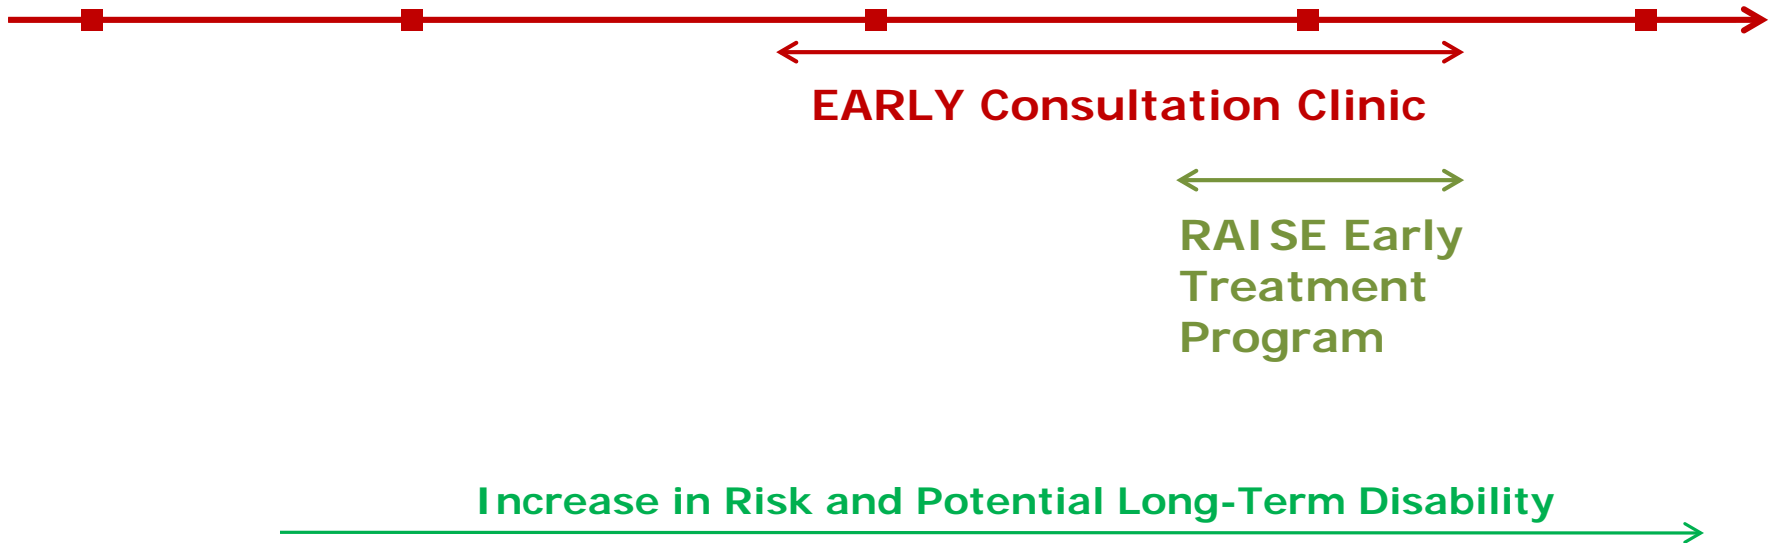 EARLY Consultation Clinic
RAISE Early
Treatment
Program
Increase in Risk and Potential Long-Term Disability